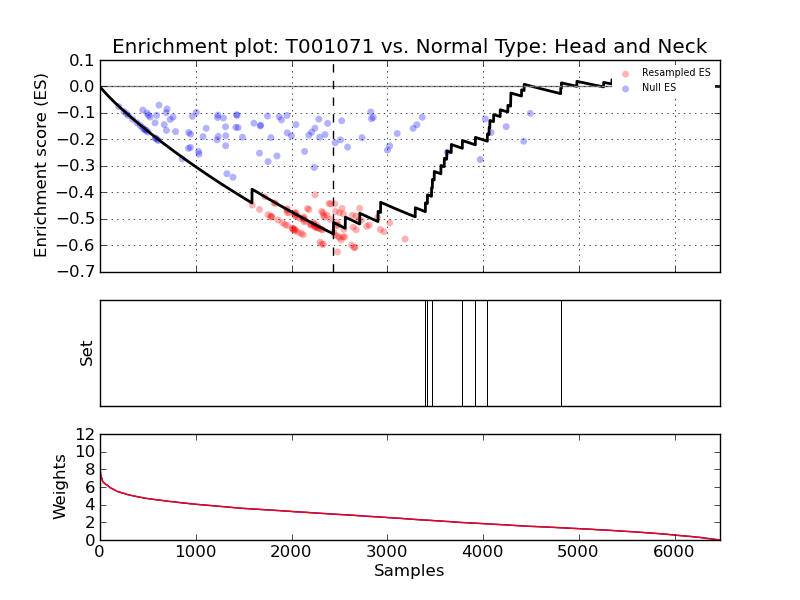 Enrichment plot: T001071 vs. Normal Type: Head and Neck
Enrichment score (ES)
0.1
0.0
−0.1
−0.2
−0.3
−0.4
−0.5
−0.6
−0.7
Resampled ES
Null ES
Set
Weights
12
10
8
6
4
2
0
0 1000 2000 3000 4000 5000 6000
Samples